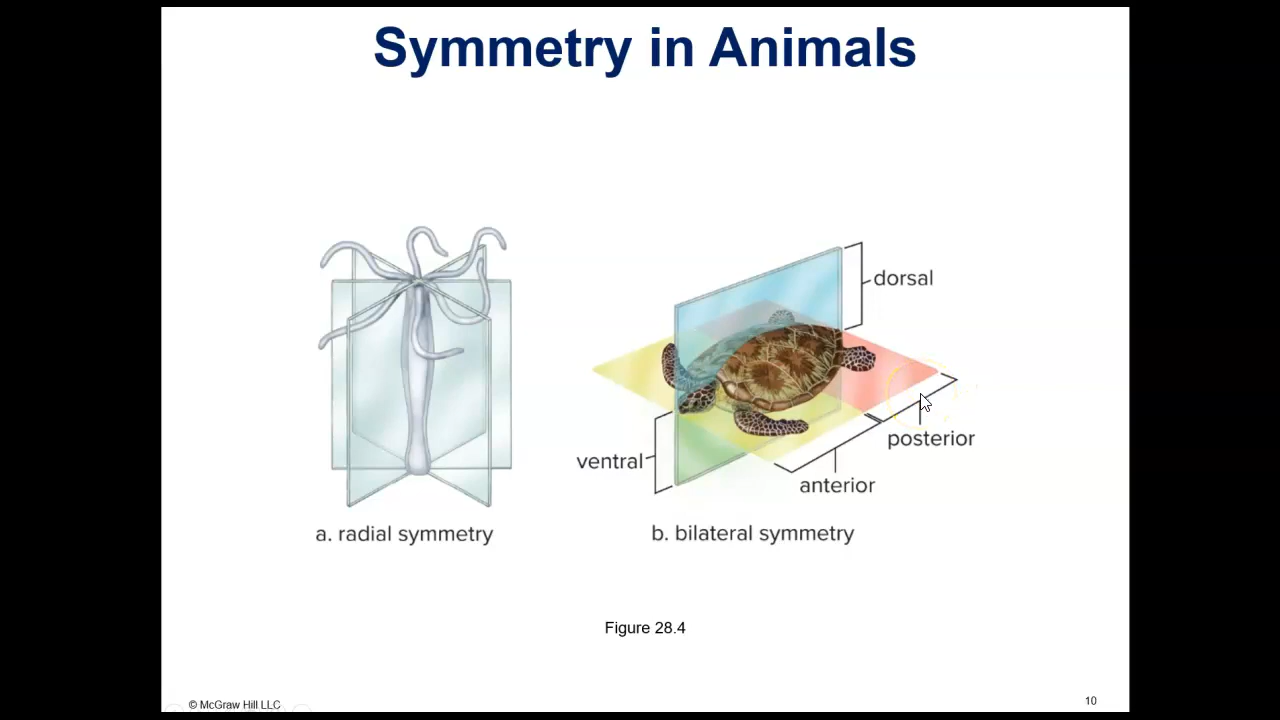 Symmetry in Animals
dorsal
posterior
ventral
anterior
a. radial symmetry
b. bilateral symmetry
Figure 28.4
© McGraw Hill LLC
10